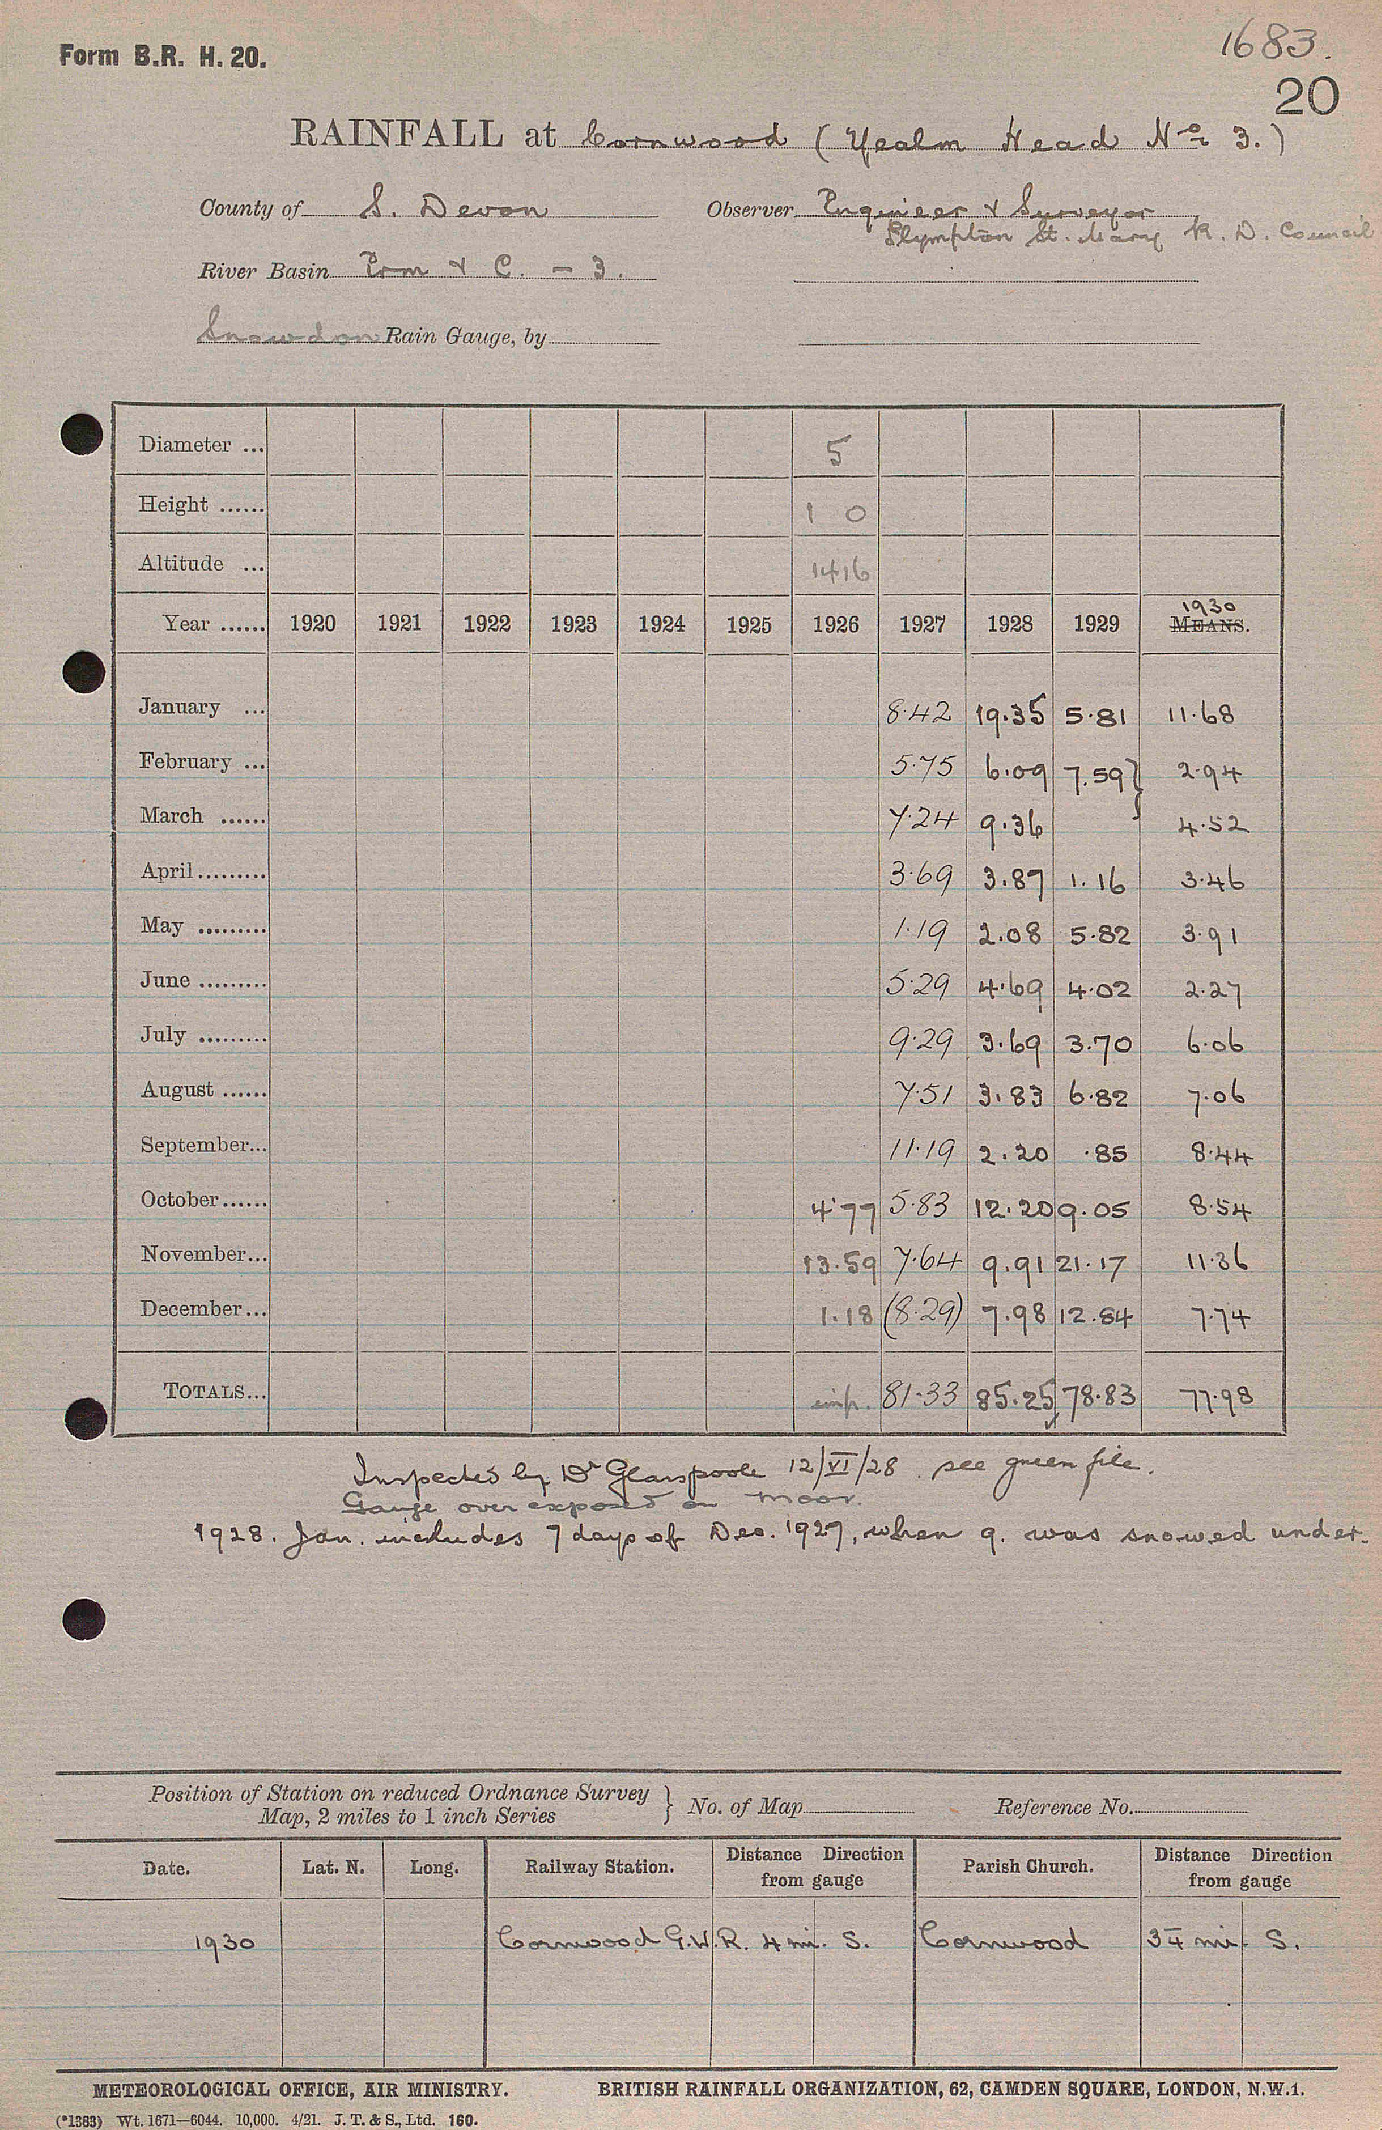 1683.
Form B.R. H. 20.
20
RAINFALL at Cornwood (Yealm Head No 3.)
County of S. Devon Observer Engineer & Surveyor
Plympton St. Mary R. D. Council
River Basin Erm & C. - 3.
Snowdon Rain Gauge, by
Diameter ... 5
Height ...... 1 0
Altitude ... 1416
1930
Year ...... 1920 1921 1922 1923 1924 1925 1926 1927 1928 1929 MEANS.
January ... 8.42 19.35 5.81 11.68
February ... 5.75 6.09 7.59 } 2.94
March ...... 7.24 9.36 4.52
April ......... 3.69 3.87 1.16 3.46
May ......... 1.19 2.08 5.82 3.91
June ......... 5.29 4.69 4.02 2.27
July ......... 9.29 3.69 3.70 6.06
August ...... 7.51 3.83 6.82 7.06
September... 11.19 2.20 .85 8.44
October...... 4.77 5.83 12.20 9.05 8.54
November... 13.59 7.64 9.91 21.17 11.36
December... 1.18 (8.29) 7.98 12.84 7.74
TOTALS... imp. 81.33 85.25 78.83 77.98
Inspected by Dr Glasspoole 12/VI/28. see green file.
Gauge over exposed on moor.
1928. Jan. includes 7 days of Dec. 1927, when g. was snowed under.
Position of Station on reduced Ordnance Survey } No. of Map Reference No.
Map, 2 miles to 1 inch Series
Date. Lat. N. Long. Railway Station. Distance Direction from gauge Parish Church. Distance Direction from gauge
1930 Cornwood G.W.R. 4 mi. S. Cornwood 3¼ mi. S.
METEOROLOGICAL OFFICE, AIR MINISTRY. BRITISH RAINFALL ORGANIZATION, 62, CAMDEN SQUARE, LONDON, N.W.1.
(*1383) Wt. 1671—6044. 10,000. 4/21. J. T. & S., Ltd. 160.